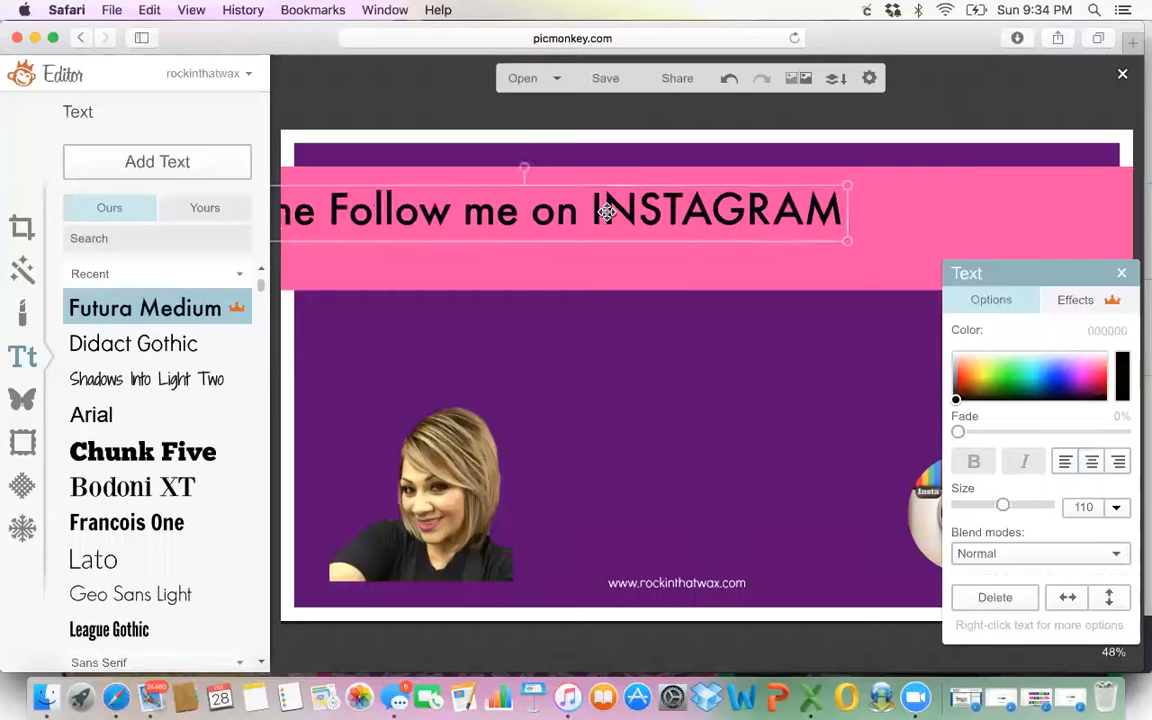 Safari File Edit View History Bookmarks Window Help
Sun 9:34 PM
picmonkey.com
Editor
rockinthatwax
Open Save Share
Text
Add Text
Ours Yours
Search
Recent
Futura Medium
Didact Gothic
Shadows Into Light Two
Arial
Chunk Five
Bodoni XT
Francois One
Lato
Geo Sans Light
League Gothic
Sans Serif
Tt
he Follow me on INSTAGRAM
Insta
www.rockinthatwax.com
Text
Options Effects
Color: 000000
Fade 0%
B I
Size
110
Blend modes:
Normal
Delete
Right-click text for more options.
48%